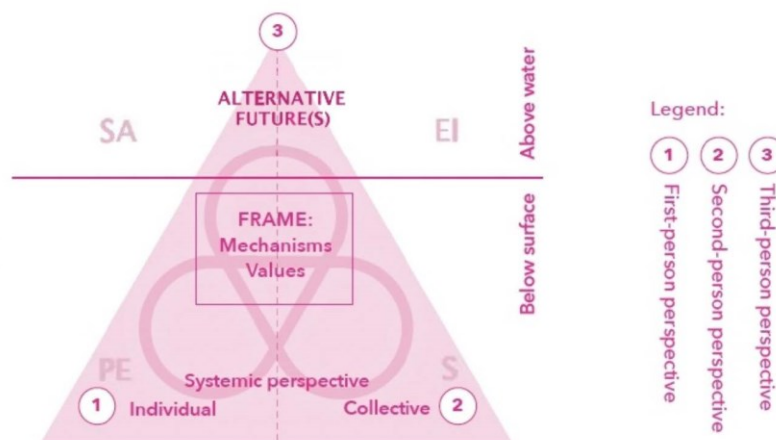 3
ALTERNATIVE
FUTURE(S)
SA
EI
Above water
FRAME:
Mechanisms
Values
Below surface
PE
S
Systemic perspective
1 Individual
Collective 2
Legend:
1 First-person perspective
2 Second-person perspective
3 Third-person perspective